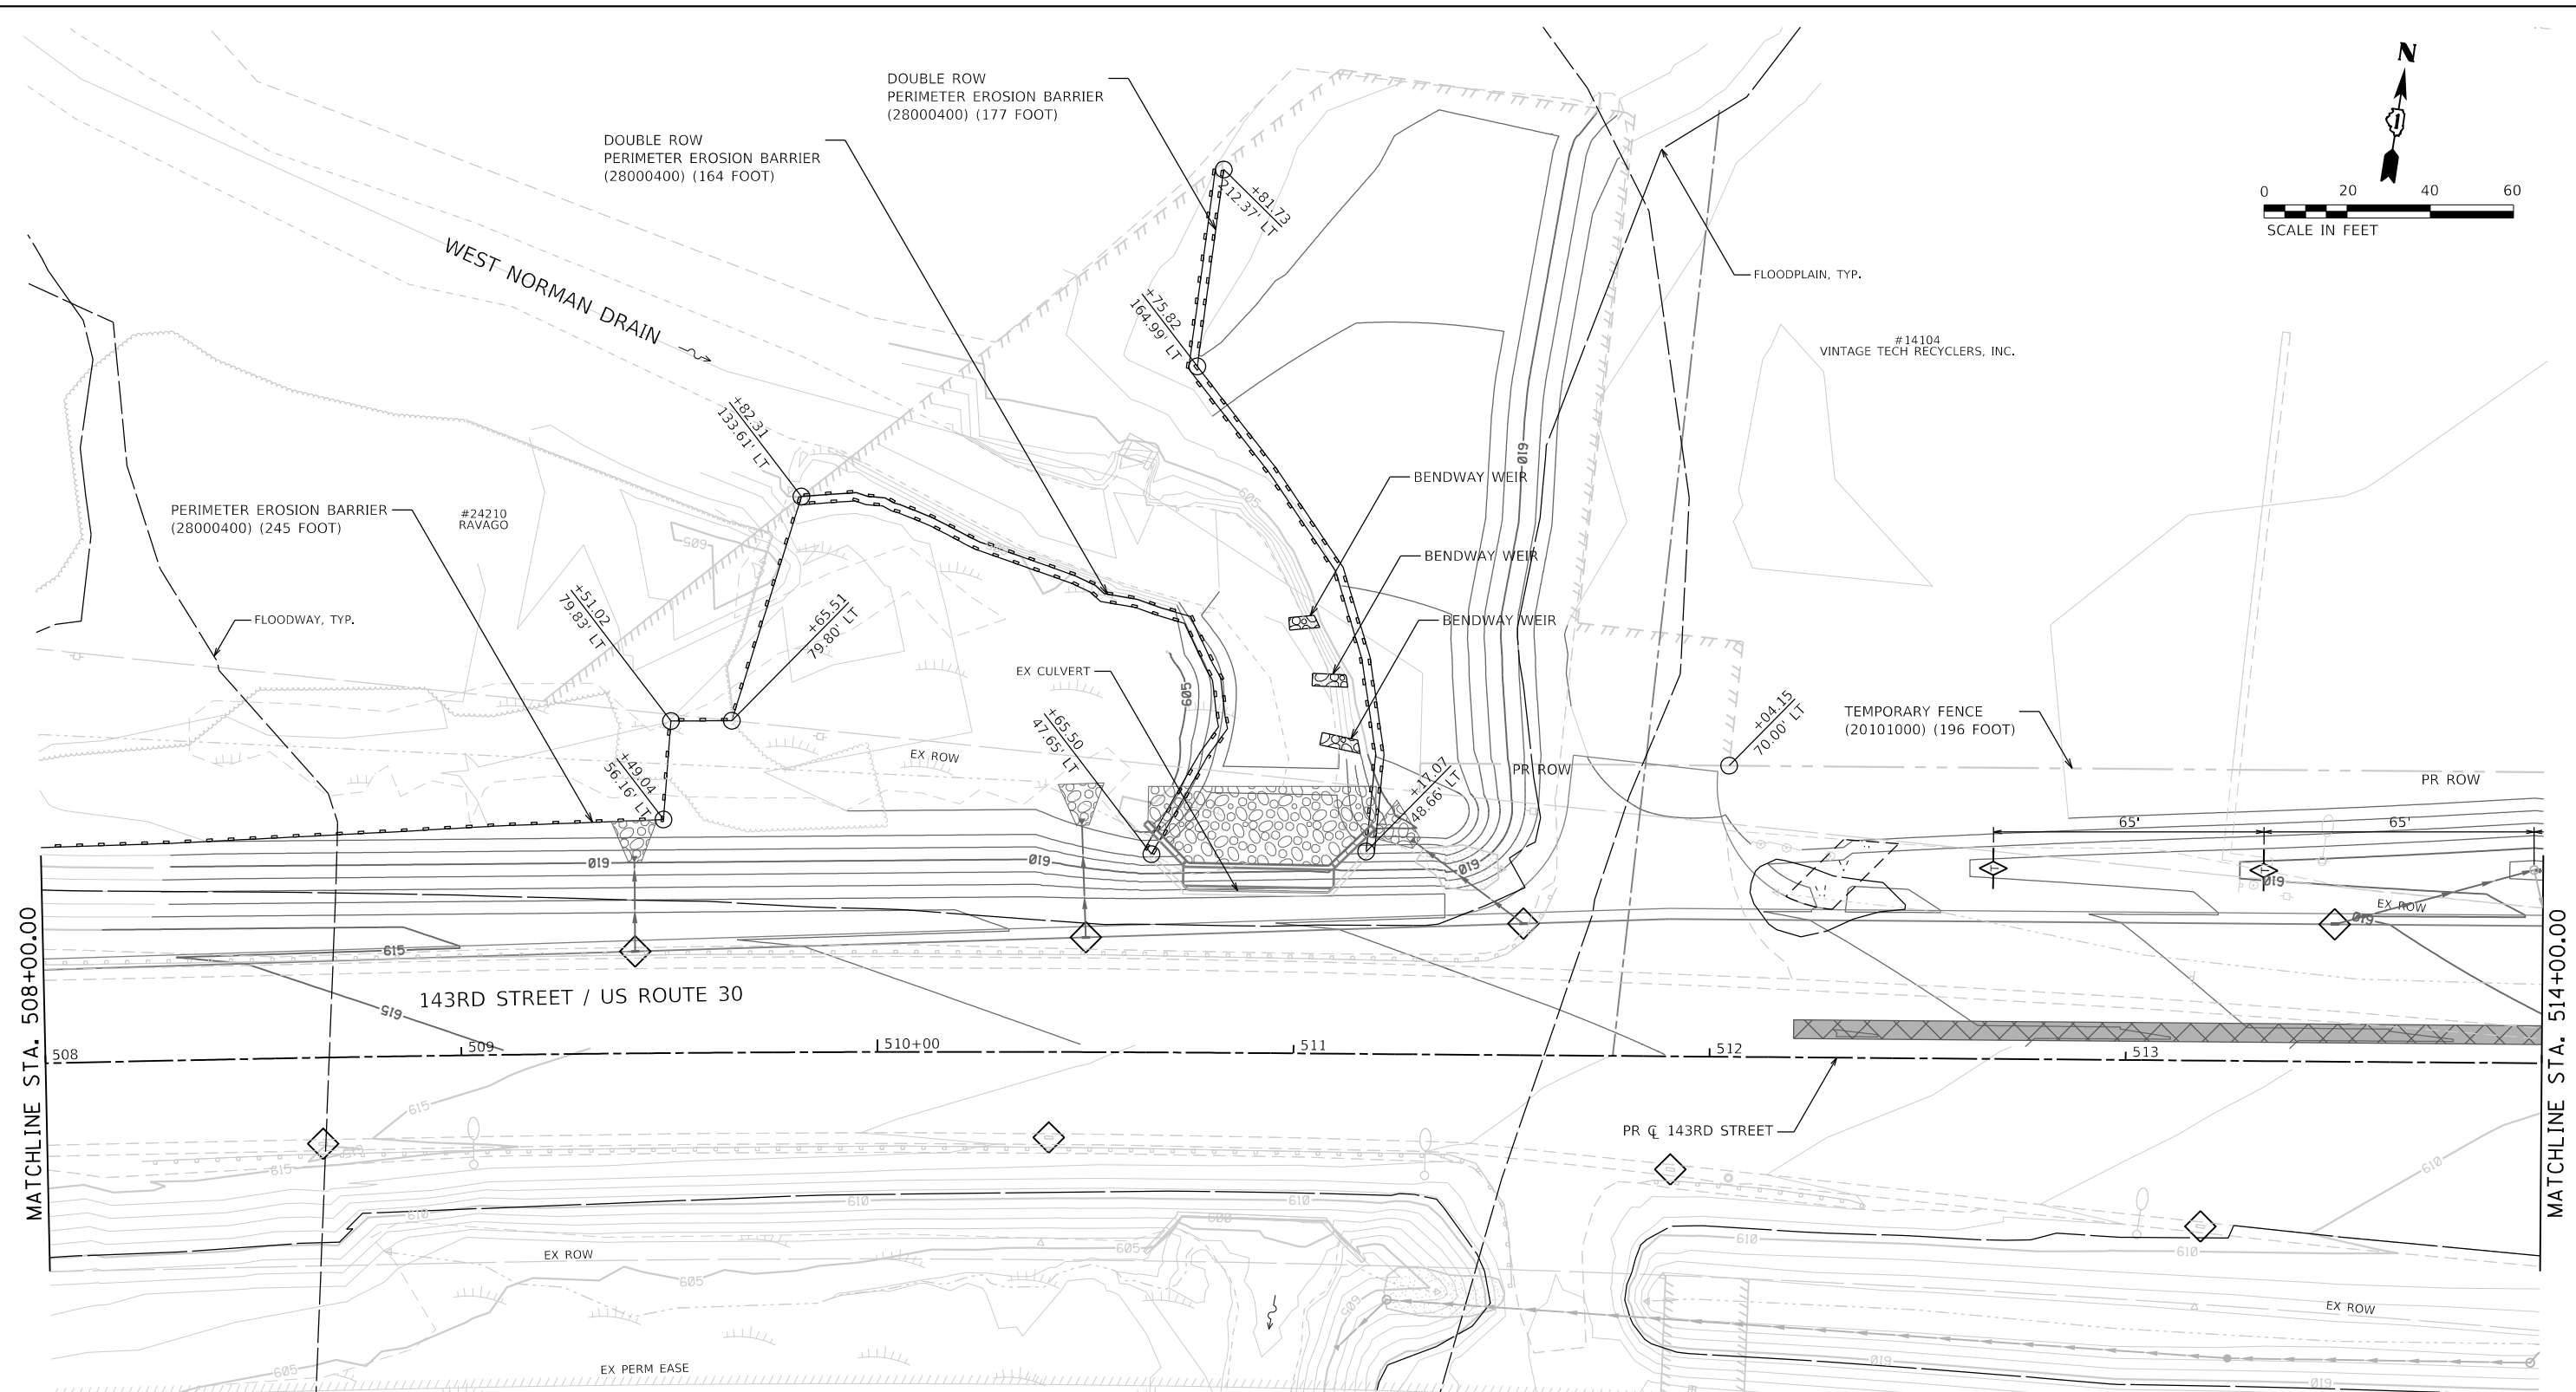 DOUBLE ROW
PERIMETER EROSION BARRIER
(28000400) (177 FOOT)
DOUBLE ROW
PERIMETER EROSION BARRIER
(28000400) (164 FOOT)
N
1
0 20 40 60
SCALE IN FEET
+81.73
212.37' LT
WEST NORMAN DRAIN
+75.82
164.99' LT
FLOODPLAIN, TYP.
#14104
VINTAGE TECH RECYCLERS, INC.
+82.31
133.61' LT
610
BENDWAY WEIR
605
PERIMETER EROSION BARRIER
(28000400) (245 FOOT)
#24210
RAVAGO
605
BENDWAY WEIR
+51.02
79.83' LT
+65.51
79.80' LT
FLOODWAY, TYP.
BENDWAY WEIR
EX CULVERT
605
+65.50
47.65' LT
+04.15
70.00' LT
TEMPORARY FENCE
(20101000) (196 FOOT)
EX ROW
PR ROW
PR ROW
+49.04
56.16' LT
+17.07
48.66' LT
65'
65'
610
610
610
610
EX ROW
610
615
143RD STREET / US ROUTE 30
615
MATCHLINE STA. 508+00.00
MATCHLINE STA. 514+00.00
508
509
510+00
511
512
513
615
PR ℄ 143RD STREET
615
610
610
610
610
600
610
610
EX ROW
605
605
605
EX ROW
605
EX PERM EASE
610
610